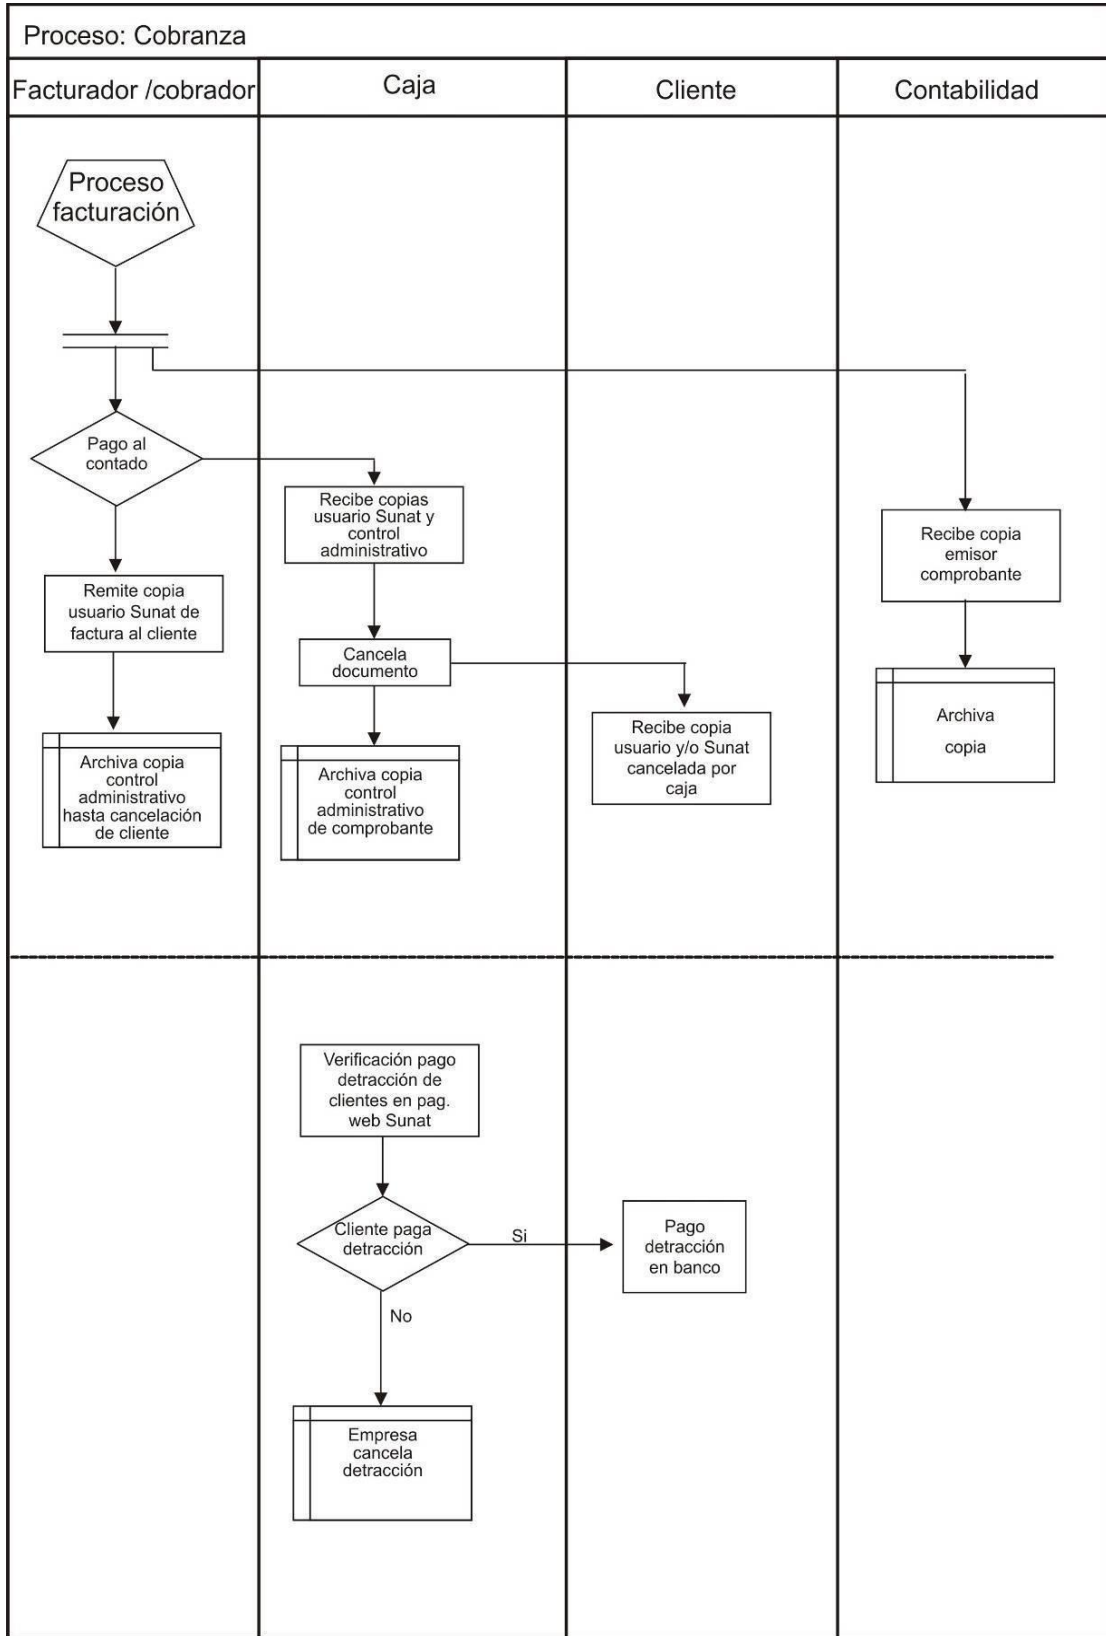 Proceso: Cobranza
Facturador /cobrador
Caja
Cliente
Contabilidad
Proceso
facturación
Pago al
contado
Remite copia
usuario Sunat de
factura al cliente
Archiva copia
control
administrativo
hasta cancelación
de cliente
Recibe copias
usuario Sunat y
control
administrativo
Cancela
documento
Archiva copia
control
administrativo
de comprobante
Recibe copia
usuario y/o Sunat
cancelada por
caja
Recibe copia
emisor
comprobante
Archiva
copia
Verificación pago
detracción de
clientes en pag.
web Sunat
Cliente paga
detracción
Si
Pago
detracción
en banco
No
Empresa
cancela
detracción